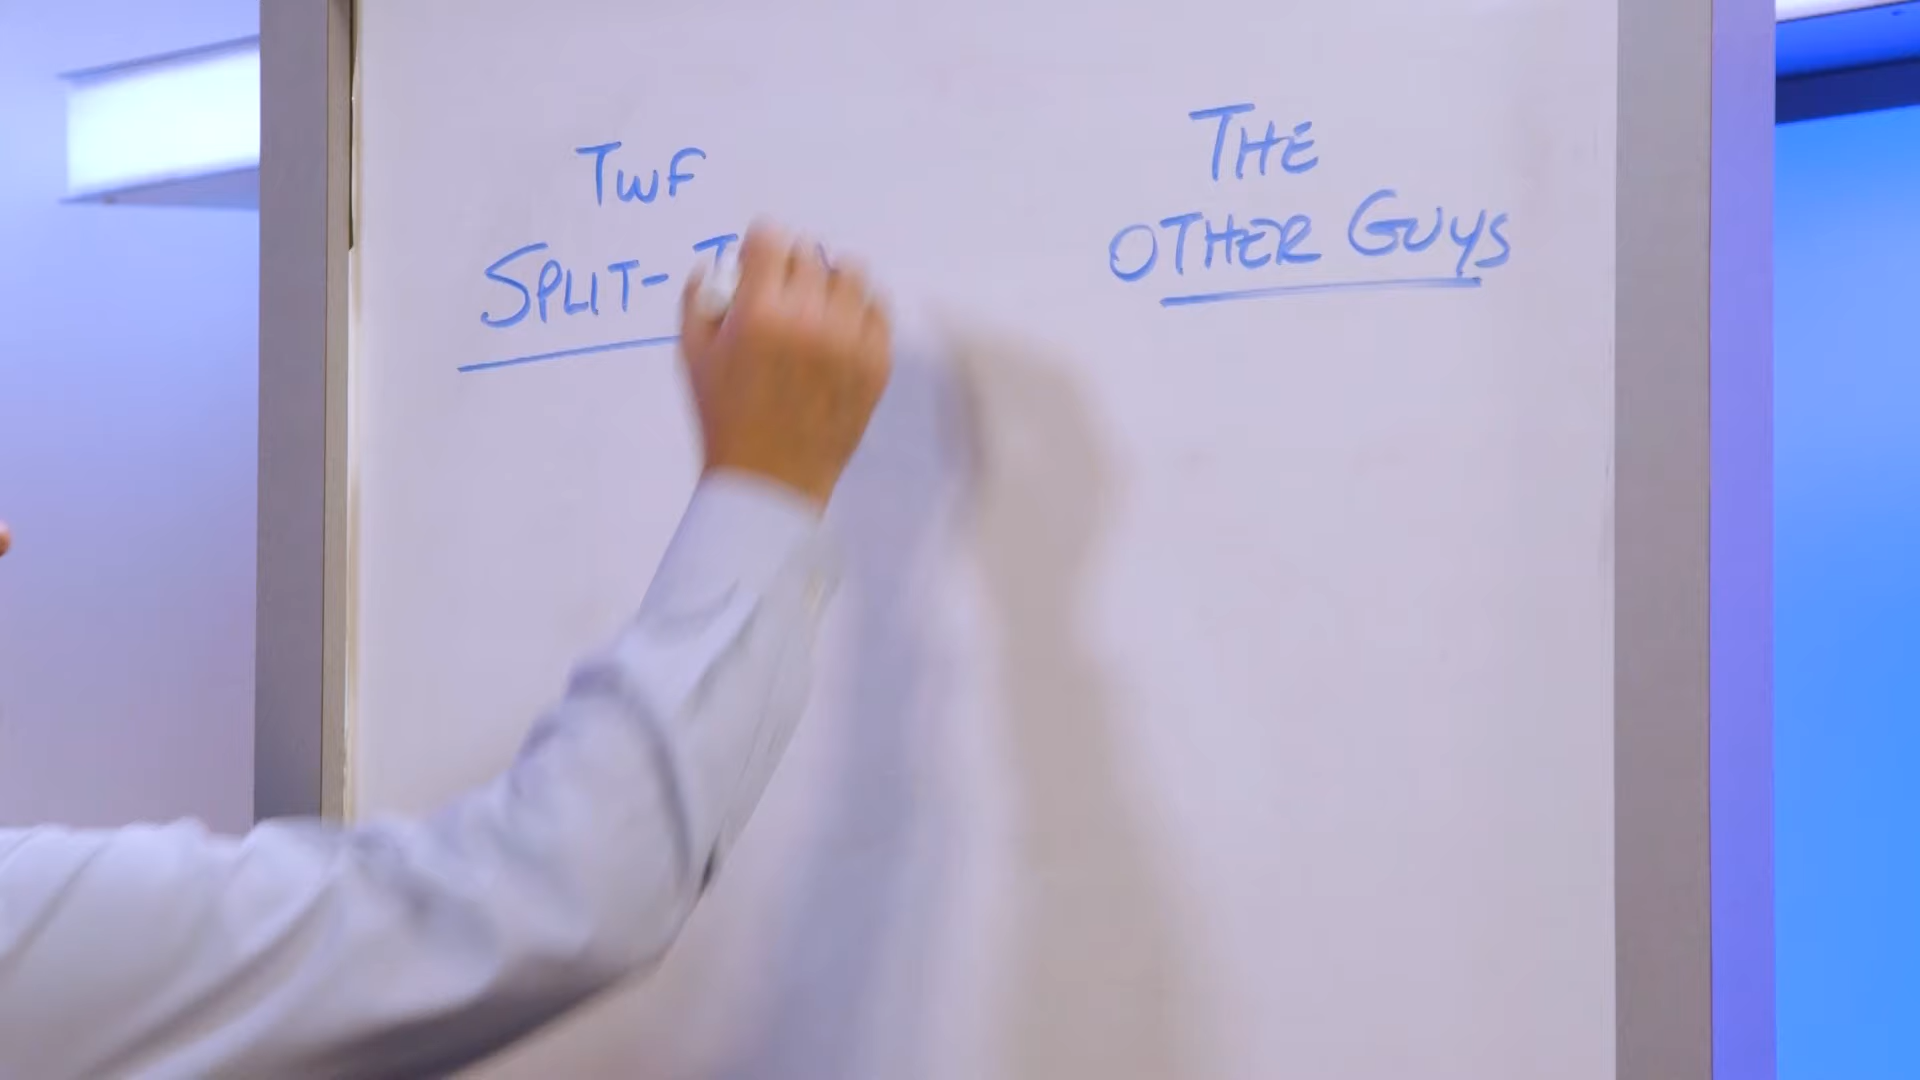 TWF
SPLIT-
THE
OTHER GUYS